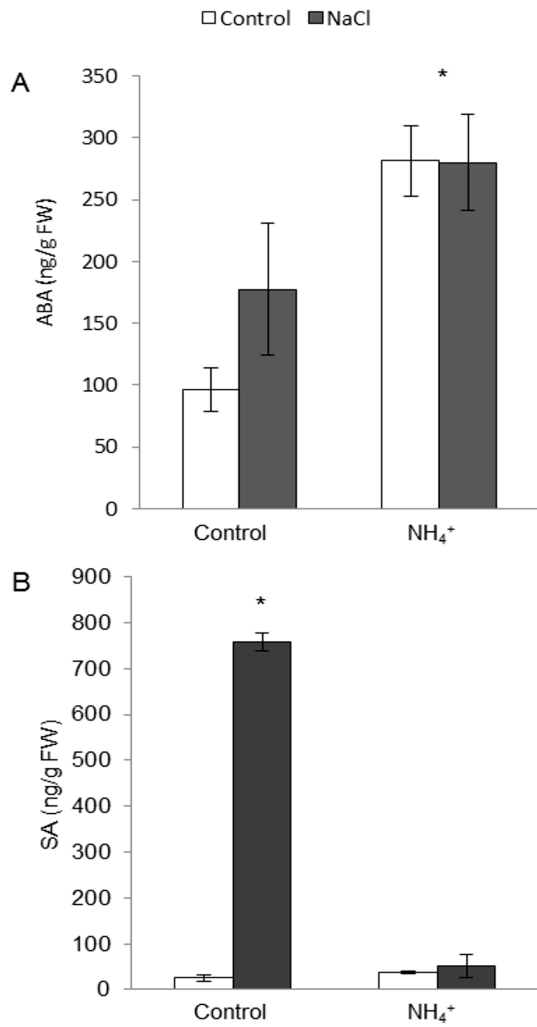 Control NaCl
A
*
350
300
250
200
150
100
50
0
ABA (ng/g FW)
Control NH₄⁺
B
900
*
800
700
600
500
400
300
200
100
0
SA (ng/g FW)
Control NH₄⁺